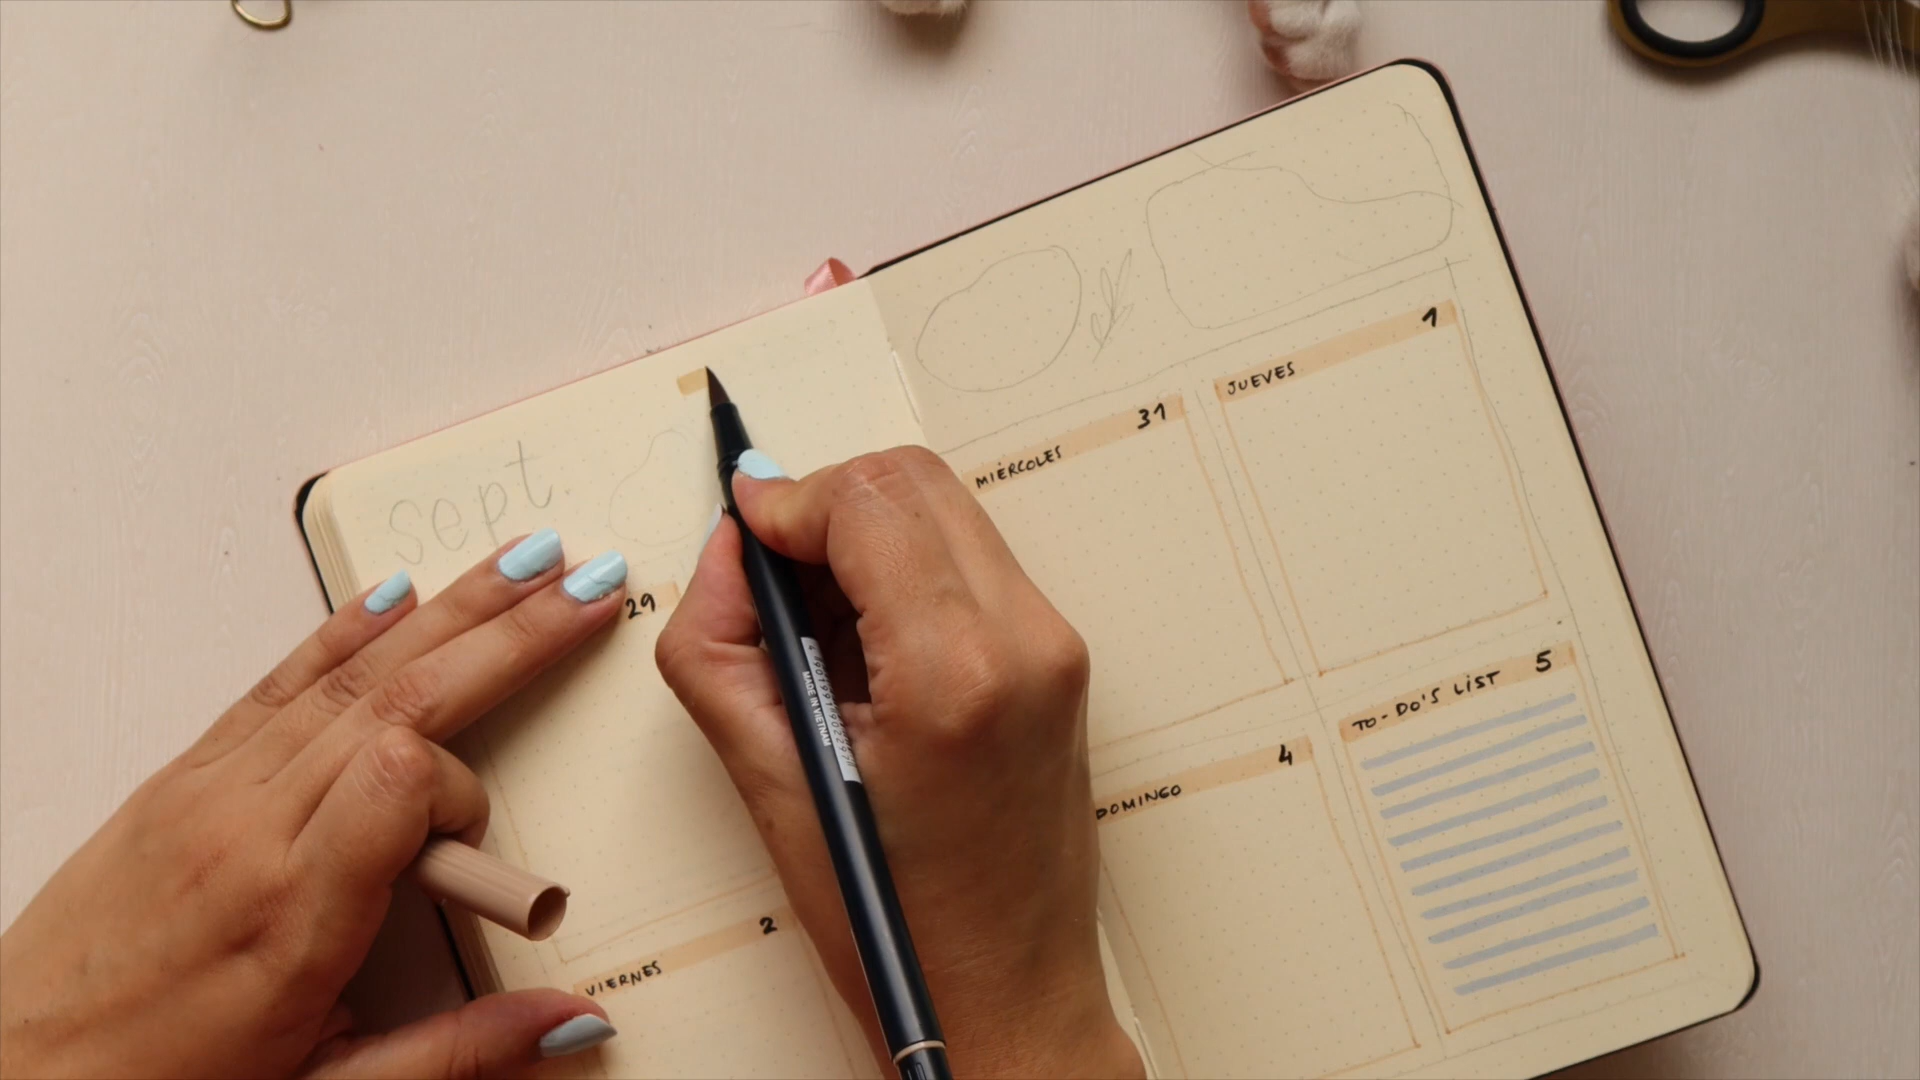 sept.
29
MIÉRCOLES 31
JUEVES 1
VIERNES 2
DOMINGO 4
TO-DO'S LIST 5
MADE IN VIETNAM